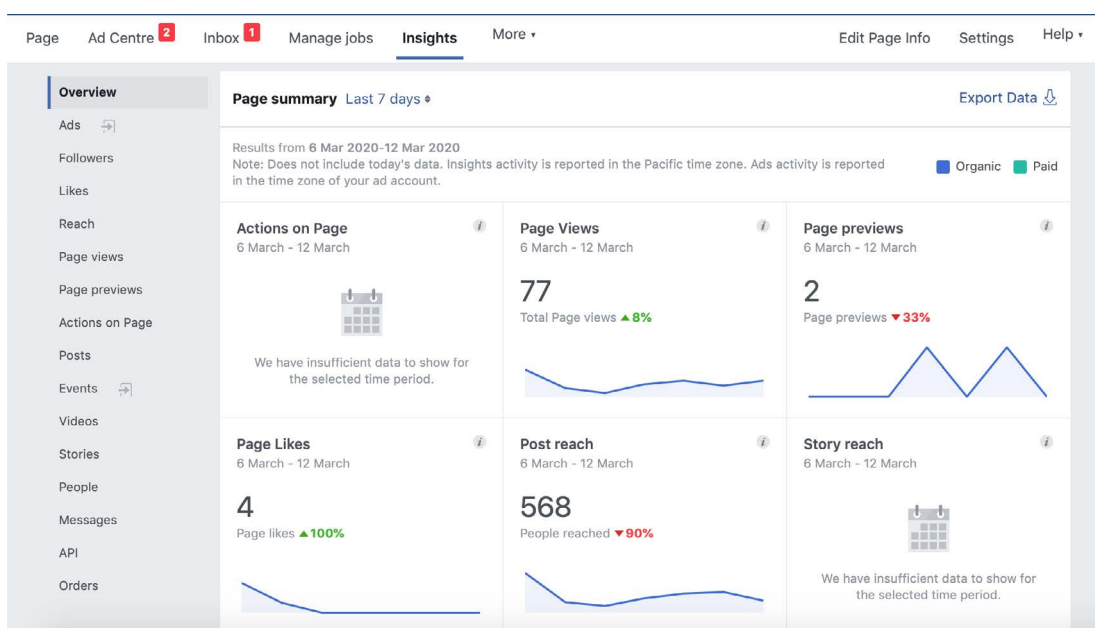 Page Ad Centre 2 Inbox 1 Manage jobs Insights More Edit Page Info Settings Help
Overview
Ads
Followers
Likes
Reach
Page views
Page previews
Actions on Page
Posts
Events
Videos
Stories
People
Messages
API
Orders
Page summary Last 7 days
Export Data
Results from 6 Mar 2020-12 Mar 2020
Note: Does not include today's data. Insights activity is reported in the Pacific time zone. Ads activity is reported
in the time zone of your ad account.
Organic Paid
Actions on Page
6 March - 12 March
We have insufficient data to show for
the selected time period.
Page Views
6 March - 12 March
77
Total Page views ▲8%
Page previews
6 March - 12 March
2
Page previews ▼33%
Page Likes
6 March - 12 March
4
Page likes ▲100%
Post reach
6 March - 12 March
568
People reached ▼90%
Story reach
6 March - 12 March
We have insufficient data to show for
the selected time period.